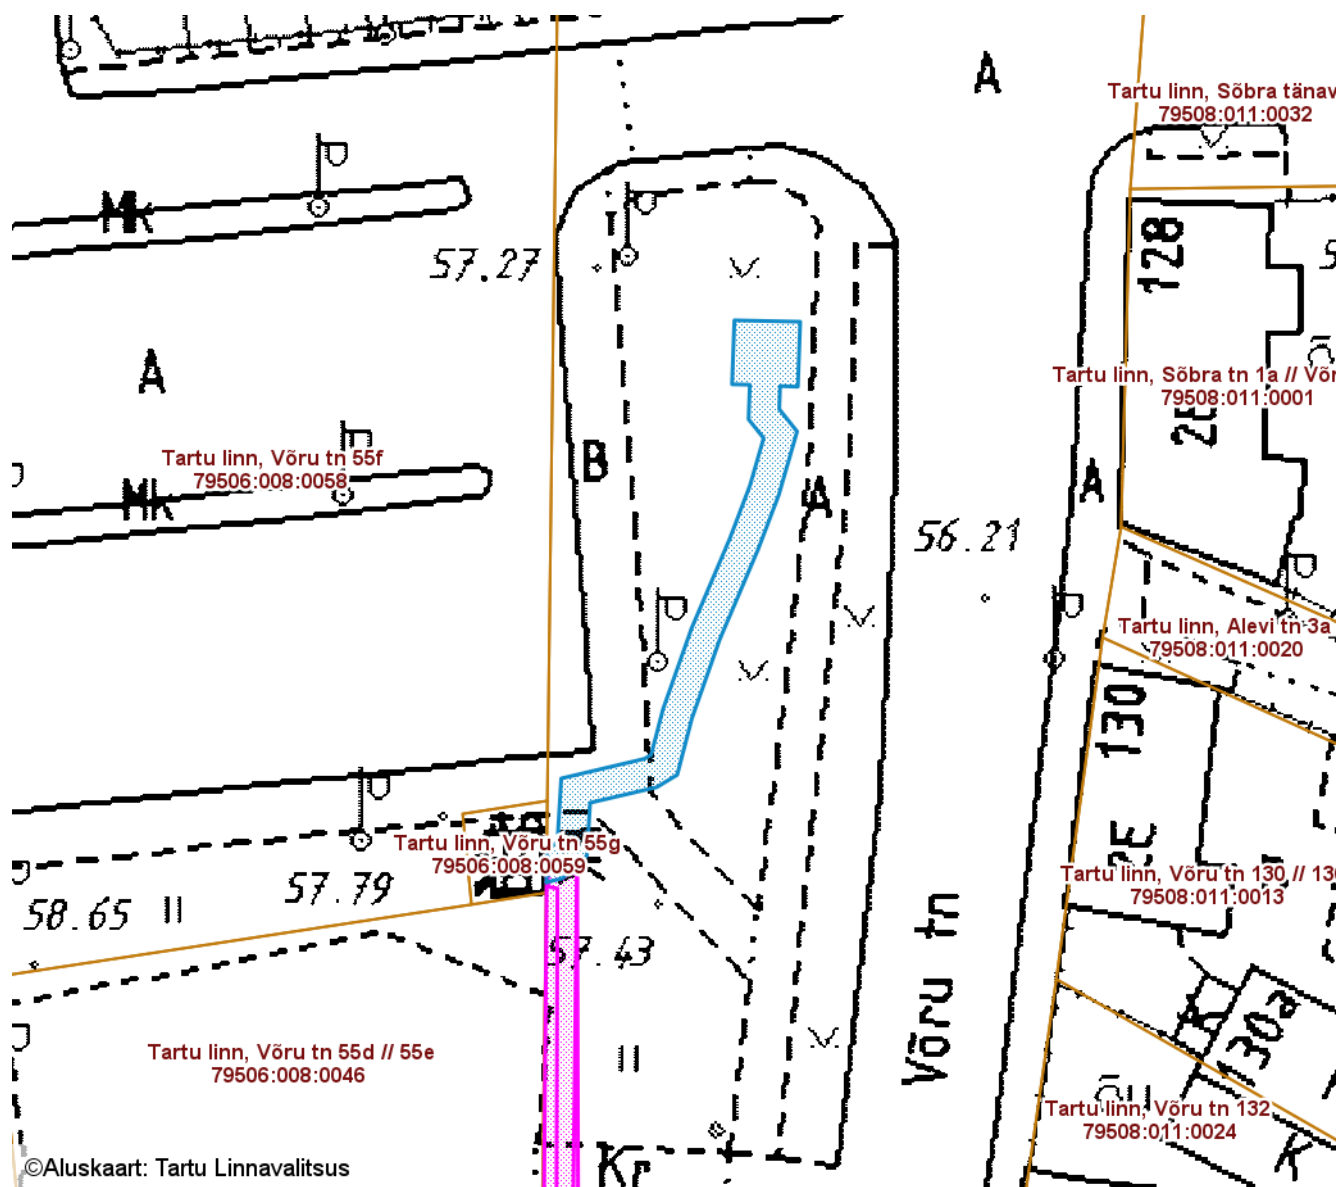 A
Tartu linn, Sõbra tänav
79508:011:0032
Mk
57.27
128
A
Tartu linn, Sõbra tn 1a // Võr
79508:011:0001
2E
B
Tartu linn, Võru tn 55f
79506:008:0058
Mk
A
A
56.21
Tartu linn, Alevi tn 3a
79508:011:0020
130
2E
Tartu linn, Võru tn 55g
79506:008:0059
57.79
58.65
II
Tartu linn, Võru tn 130 // 130
79508:011:0013
57.43
Võru tn
K
130a
Tartu linn, Võru tn 55d // 55e
79506:008:0046
II
Tartu linn, Võru tn 132
79508:011:0024
Kr
K
©Aluskaart: Tartu Linnavalitsus